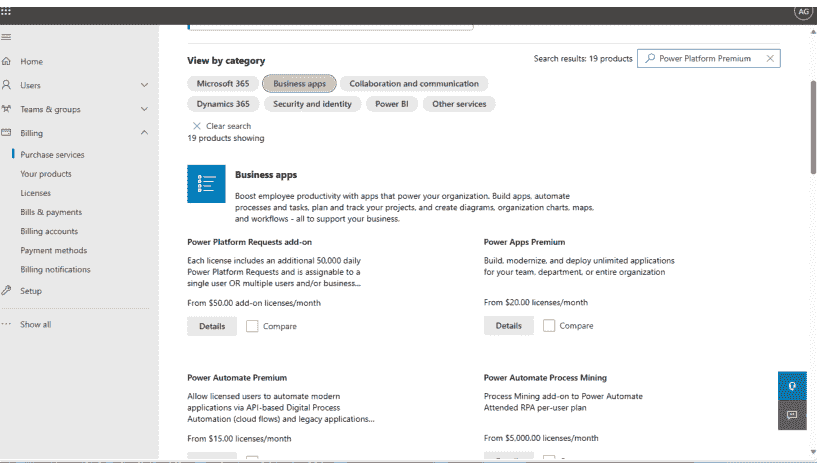 AG
Home
Users
Teams & groups
Billing
Purchase services
Your products
Licenses
Bills & payments
Billing accounts
Payment methods
Billing notifications
Setup
Show all
View by category
Search results: 19 products
Power Platform Premium
Microsoft 365
Business apps
Collaboration and communication
Dynamics 365
Security and identity
Power BI
Other services
Clear search
19 products showing
Business apps
Boost employee productivity with apps that power your organization. Build apps, automate
processes and tasks, plan and track your projects, and create diagrams, organization charts, maps,
and workflows - all to support your business.
Power Platform Requests add-on
Each license includes an additional 50,000 daily
Power Platform Requests and is assignable to a
single user OR multiple users and/or business...
From $50.00 add-on licenses/month
Details
Compare
Power Apps Premium
Build, modernize, and deploy unlimited applications
for your team, department, or entire organization
From $20.00 licenses/month
Details
Compare
Power Automate Premium
Allow licensed users to automate modern
applications via API-based Digital Process
Automation (cloud flows) and legacy applications...
From $15.00 licenses/month
Power Automate Process Mining
Process Mining add-on to Power Automate
Attended RPA per-user plan
From $5,000.00 licenses/month